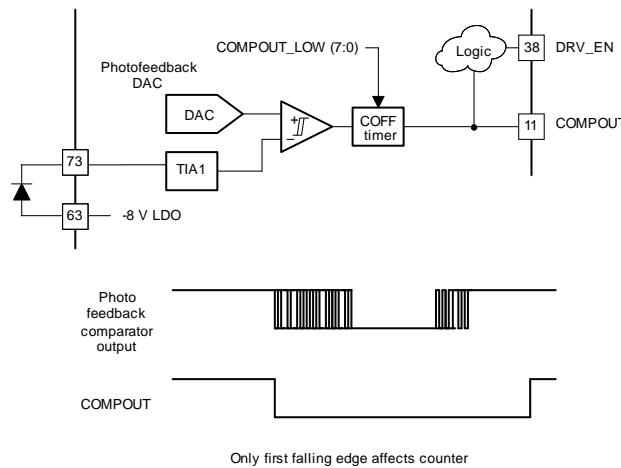 COMPOUT_LOW (7:0)
Logic
38
DRV_EN
Photofeedback
DAC
DAC
+
−
COFF
timer
11
COMPOUT
73
TIA1
63
-8 V LDO
Photo
feedback
comparator
output
COMPOUT
Only first falling edge affects counter